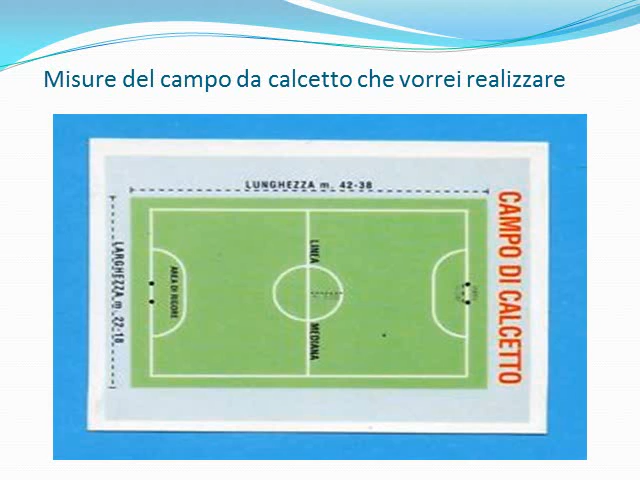 Misure del campo da calcetto che vorrei realizzare
LUNGHEZZA m. 42-38
LARGHEZZA m. 22-18
AREA DI RIGORE
LINEA MEDIANA
CAMPO DI CALCETTO